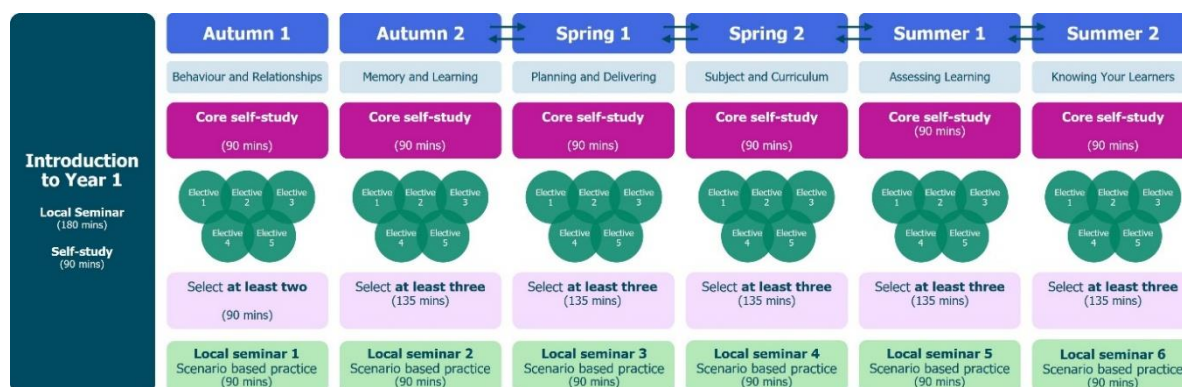 Introduction
to Year 1
Local Seminar
(180 mins)
Self-study
(90 mins)
Autumn 1
Behaviour and Relationships
Core self-study
(90 mins)
Elective
1
Elective
2
Elective
3
Elective
4
Elective
5
Select at least two
(90 mins)
Local seminar 1
Scenario based practice
(90 mins)
Autumn 2
Memory and Learning
Core self-study
(90 mins)
Elective
1
Elective
2
Elective
3
Elective
4
Elective
5
Select at least three
(135 mins)
Local seminar 2
Scenario based practice
(90 mins)
Spring 1
Planning and Delivering
Core self-study
(90 mins)
Elective
1
Elective
2
Elective
3
Elective
4
Elective
5
Select at least three
(135 mins)
Local seminar 3
Scenario based practice
(90 mins)
Spring 2
Subject and Curriculum
Core self-study
(90 mins)
Elective
1
Elective
2
Elective
3
Elective
4
Elective
5
Select at least three
(135 mins)
Local seminar 4
Scenario based practice
(90 mins)
Summer 1
Assessing Learning
Core self-study
(90 mins)
Elective
1
Elective
2
Elective
3
Elective
4
Elective
5
Select at least three
(135 mins)
Local seminar 5
Scenario based practice
(90 mins)
Summer 2
Knowing Your Learners
Core self-study
(90 mins)
Elective
1
Elective
2
Elective
3
Elective
4
Elective
5
Select at least three
(135 mins)
Local seminar 6
Scenario based practice
(90 mins)